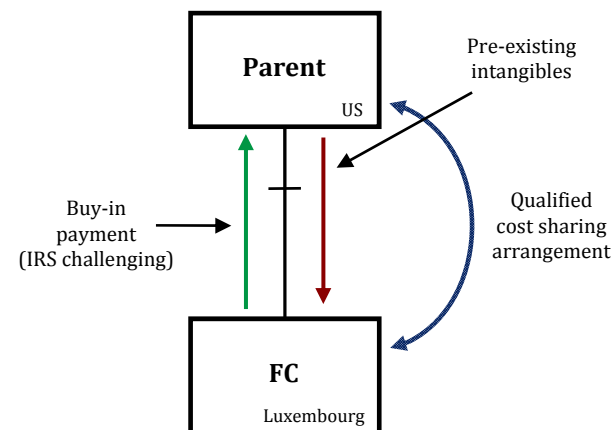 Parent
US
Pre-existing
intangibles
Buy-in
payment
(IRS challenging)
Qualified
cost sharing
arrangement
FC
Luxembourg